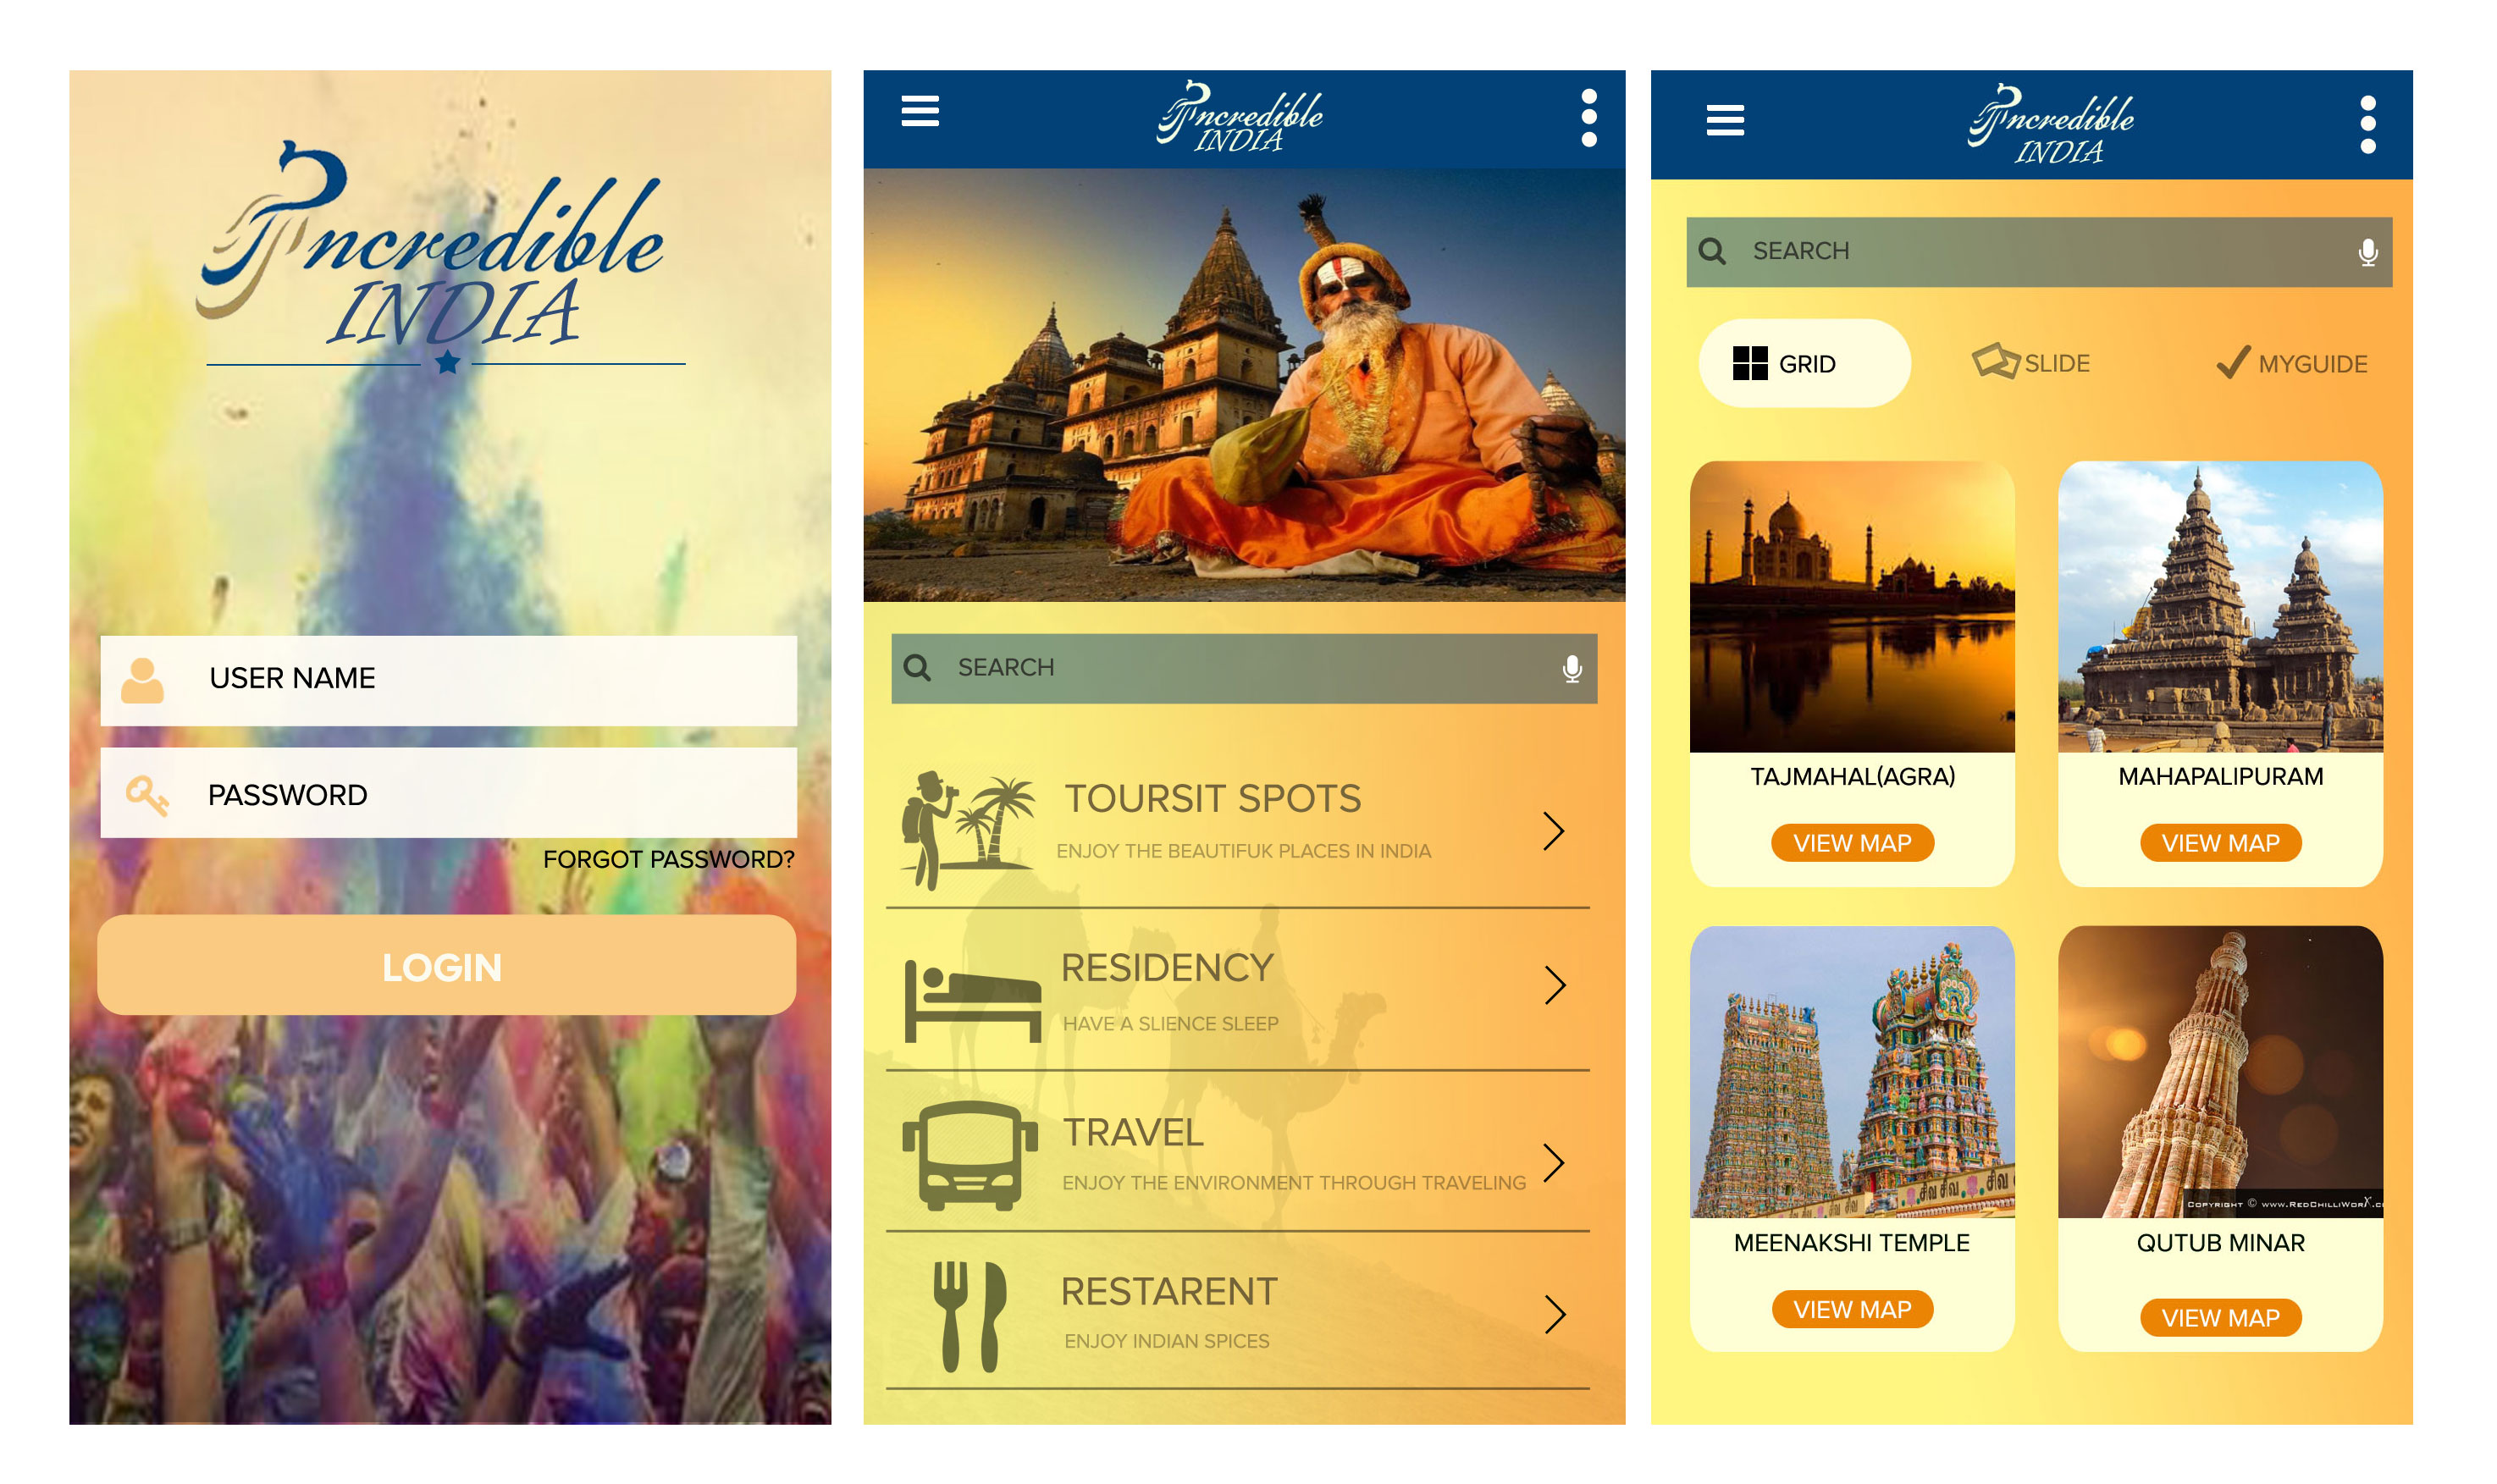 Incredible
INDIA
USER NAME
PASSWORD
FORGOT PASSWORD?
LOGIN
Incredible
INDIA
SEARCH
TOURSIT SPOTS
ENJOY THE BEAUTIFUK PLACES IN INDIA
RESIDENCY
HAVE A SLIENCE SLEEP
TRAVEL
ENJOY THE ENVIRONMENT THROUGH TRAVELING
RESTARENT
ENJOY INDIAN SPICES
Incredible
INDIA
SEARCH
GRID
SLIDE
MYGUIDE
TAJMAHAL(AGRA)
VIEW MAP
MAHAPALIPURAM
VIEW MAP
சிவ சிவ சிவ சிவ
MEENAKSHI TEMPLE
VIEW MAP
COPYRIGHT © WWW.REDCHILLIWORX.C
QUTUB MINAR
VIEW MAP